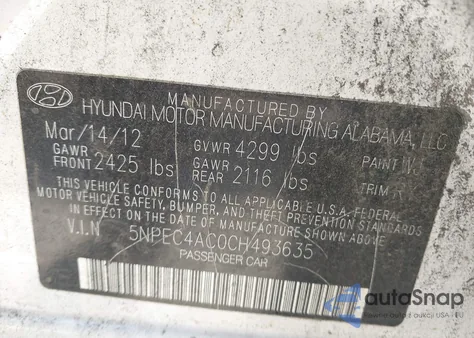 MANUFACTURED BY
HYUNDAI MOTOR MANUFACTURING ALABAMA, LLC
Mar/14/12 GVWR 4299 lbs PAINT
GAWR FRONT 2425 lbs GAWR REAR 2116 lbs TRIM
THIS VEHICLE CONFORMS TO ALL APPLICABLE U.S.A. FEDERAL
MOTOR VEHICLE SAFETY, BUMPER, AND THEFT PREVENTION STANDARDS
IN EFFECT ON THE DATE OF MANUFACTURE SHOWN ABOVE.
V.I.N 5NPEC4AC0CH493635
PASSENGER CAR
autoSnap